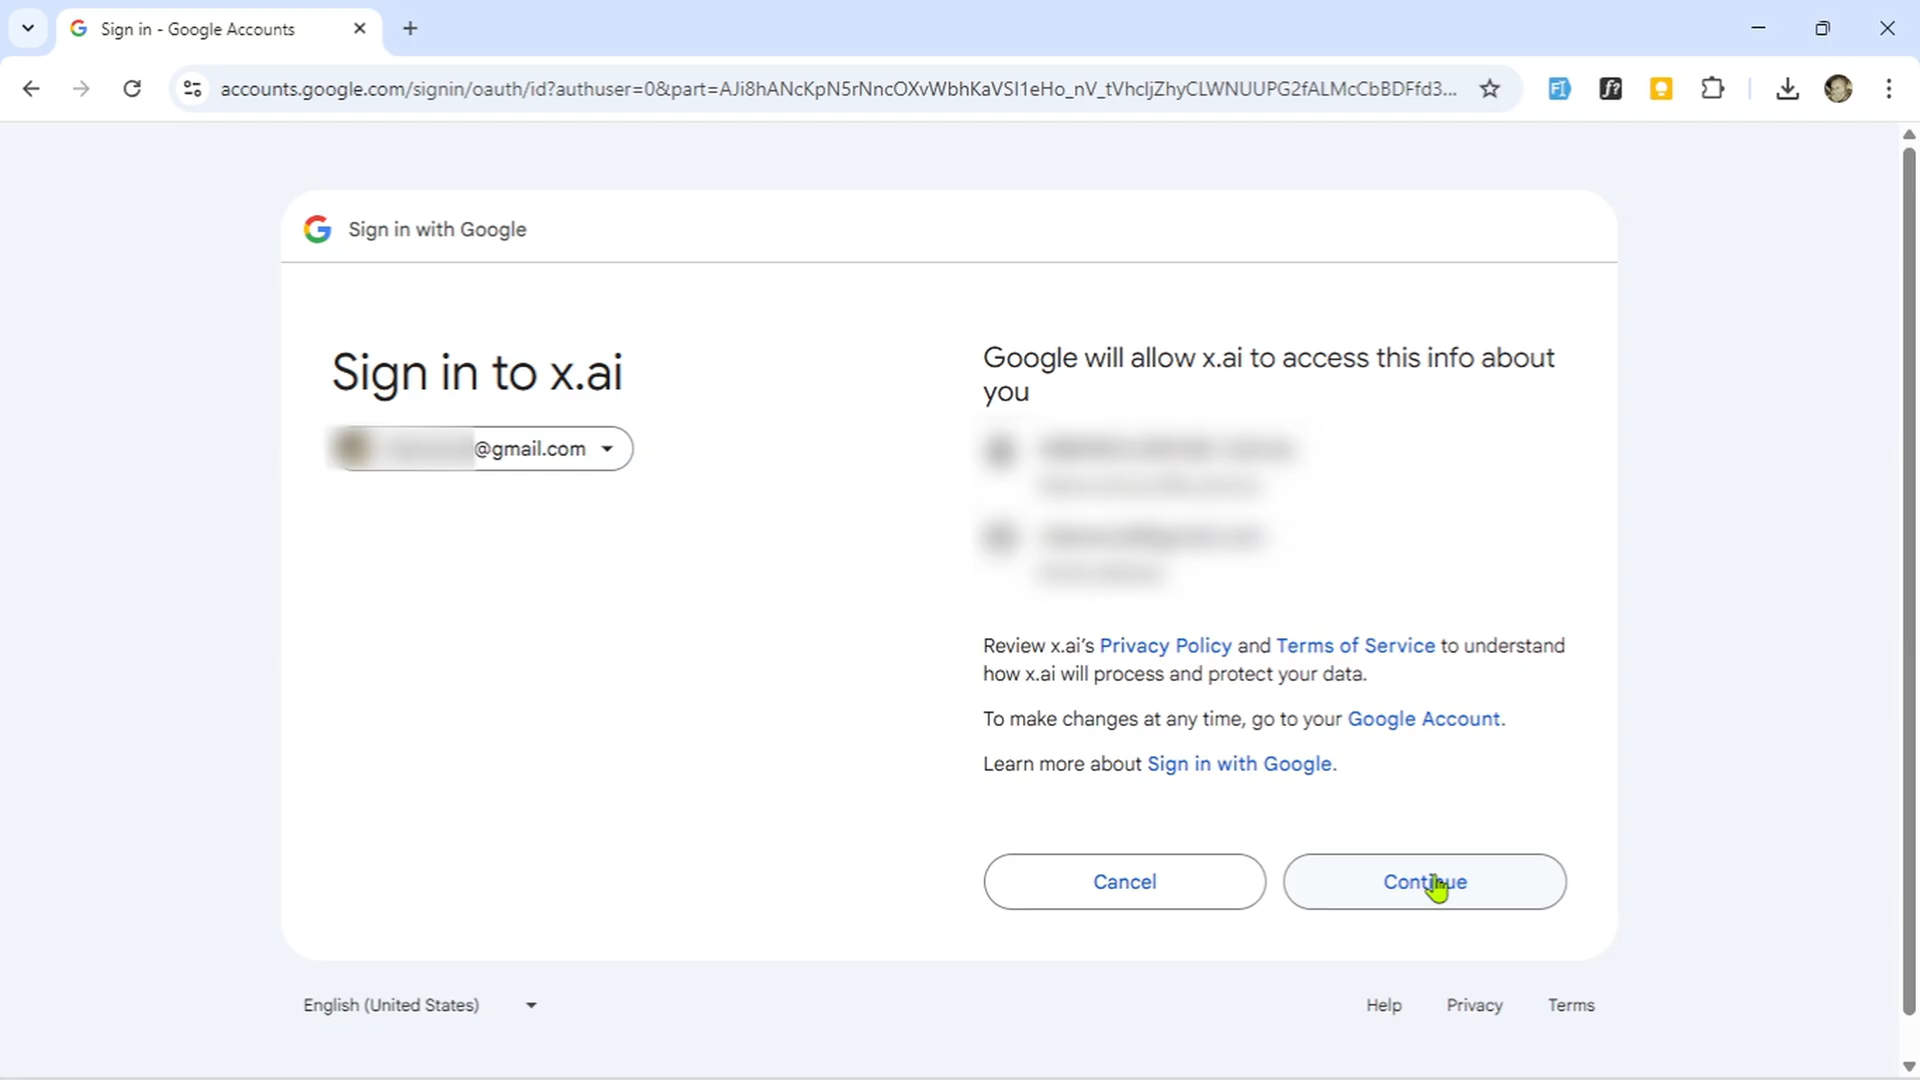 Sign in - Google Accounts
accounts.google.com/signin/oauth/id?authuser=0&part=AJi8hANcKpN5rNncOXvWbhKaVSI1eHo_nV_tVhcljZhyCLWNUUPG2fALMcCbBDFfd3...
Sign in with Google
Sign in to x.ai
@gmail.com
Google will allow x.ai to access this info about
you
Review x.ai's Privacy Policy and Terms of Service to understand
how x.ai will process and protect your data.
To make changes at any time, go to your Google Account.
Learn more about Sign in with Google.
Cancel
Continue
English (United States)
Help
Privacy
Terms